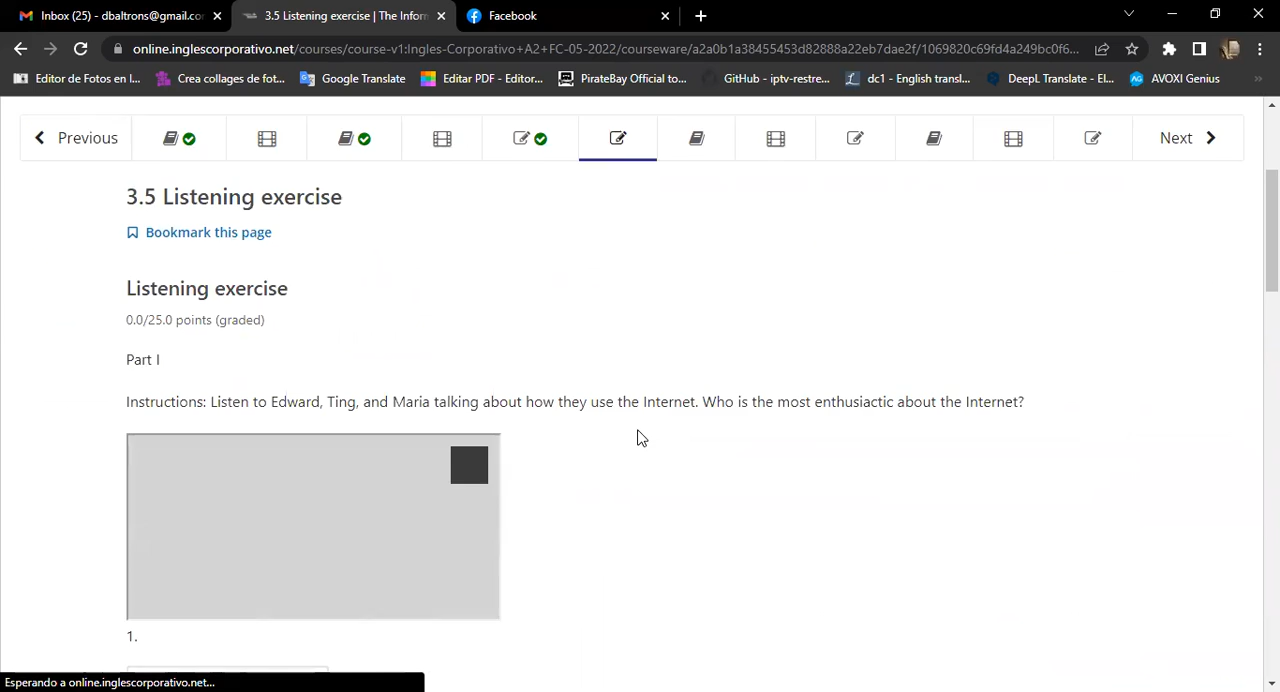 Inbox (25) - dbaltrons@gmail.co
3.5 Listening exercise | The Infor
Facebook
online.inglescorporativo.net/courses/course-v1:Ingles-Corporativo+A2+FC-05-2022/courseware/a2a0b1a38455453d82888a22eb7dae2f/1069820c69fd4a249bc0f6...
Editor de Fotos en l...
Crea collages de fot...
Google Translate
Editar PDF - Editor...
PirateBay Official to...
GitHub - iptv-restre...
dc1 - English transl...
DeepL Translate - El...
AVOXI Genius
Previous
Next
3.5 Listening exercise
Bookmark this page
Listening exercise
0.0/25.0 points (graded)
Part I
Instructions: Listen to Edward, Ting, and Maria talking about how they use the Internet. Who is the most enthusiactic about the Internet?
1.
Esperando a online.inglescorporativo.net...